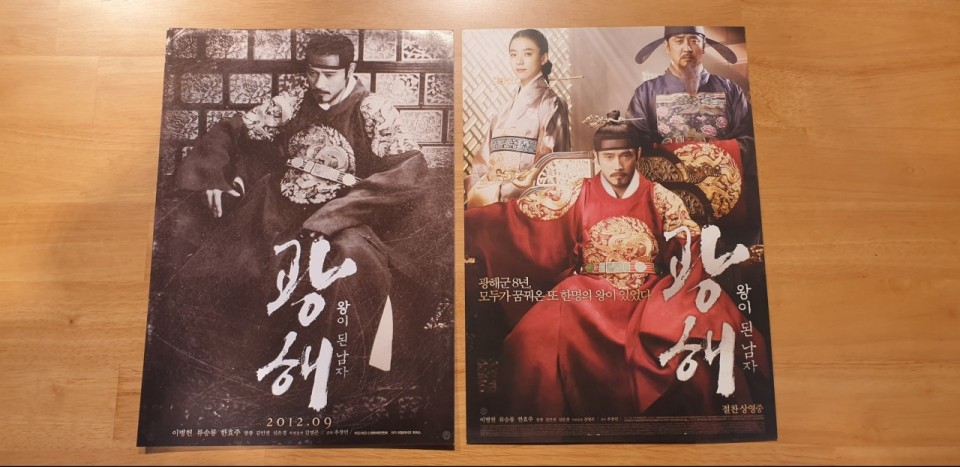 광해
왕이 된 남자
2012.09
이병헌 류승룡 한효주
광해군 8년,
모두가 꿈꿔온 또 한명의 왕이 있었다
광해
왕이 된 남자
절찬상영중
이병헌 류승룡 한효주